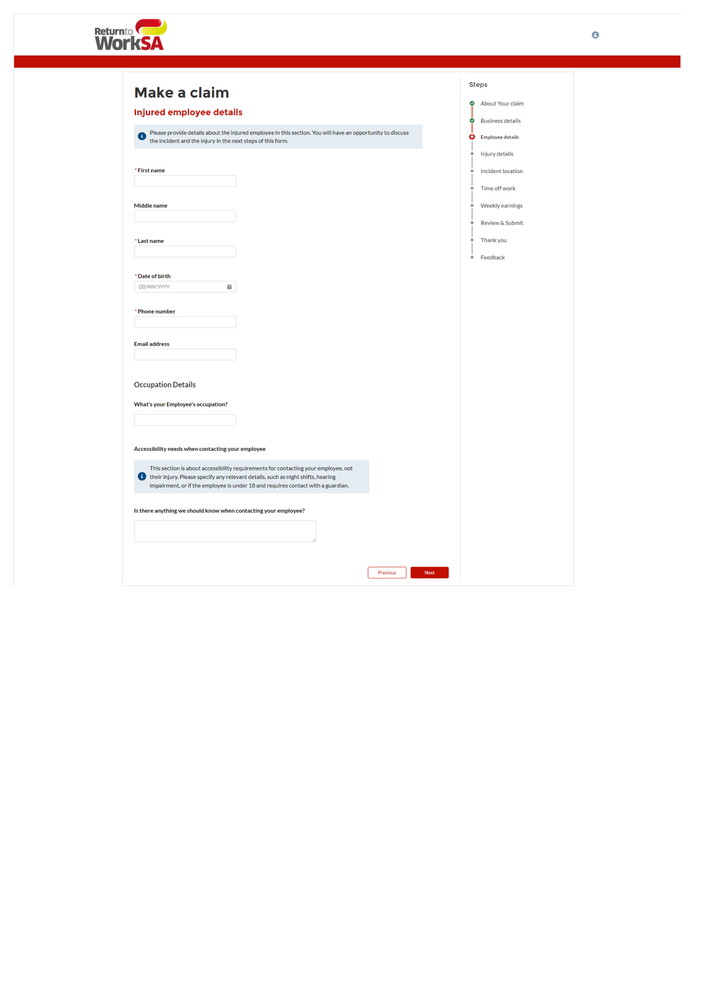 Returnto
WorkSA
Make a claim
Injured employee details
Please provide details about the injured employee in this section. You will have an opportunity to discuss
the incident and the injury in the next steps of this form.
*First name
Middle name
*Last name
*Date of birth
DD/MM/YYYY
*Phone number
Email address
Occupation Details
What's your Employee's occupation?
Accessibility needs when contacting your employee
This section is about accessibility requirements for contacting your employee, not
their injury. Please specify any relevant details, such as night shifts, hearing
impairment, or if the employee is under 18 and requires contact with a guardian.
Is there anything we should know when contacting your employee?
Previous
Next
Steps
About Your claim
Business details
Employee details
Injury details
Incident location
Time off work
Weekly earnings
Review & Submit
Thank you
Feedback